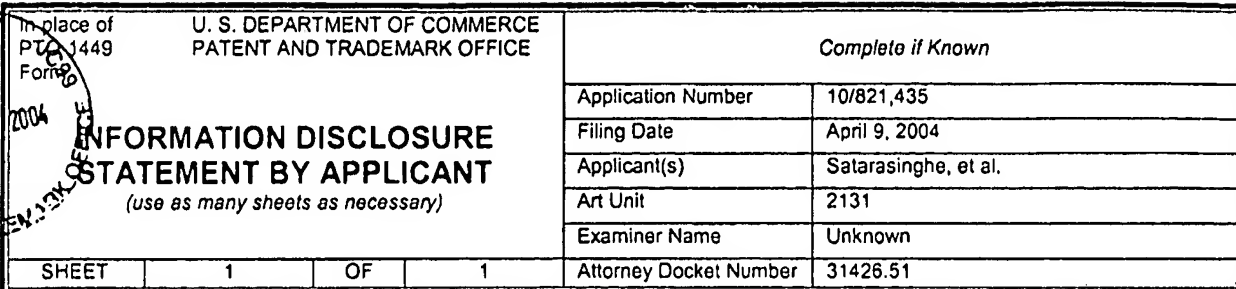 In place of U. S. DEPARTMENT OF COMMERCE
PTO 1449 PATENT AND TRADEMARK OFFICE
Form
Complete if Known
2004
INFORMATION DISCLOSURE
STATEMENT BY APPLICANT
(use as many sheets as necessary)
SHEET 1 OF 1
Application Number 10/821,435
Filing Date April 9, 2004
Applicant(s) Satarasinghe, et al.
Art Unit 2131
Examiner Name Unknown
Attorney Docket Number 31426.51